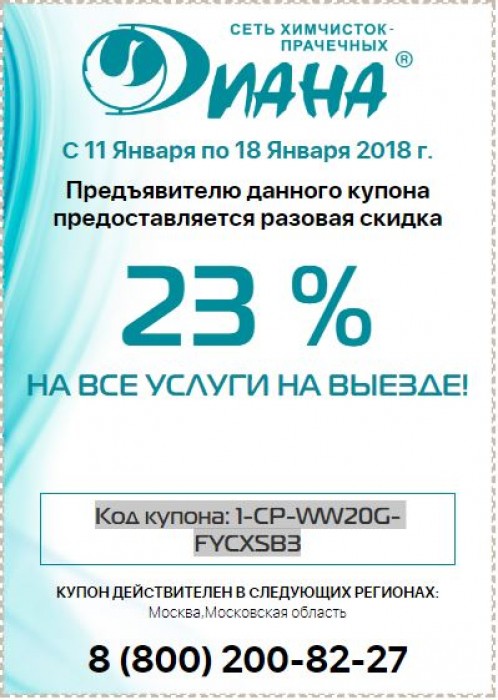 СЕТЬ ХИМЧИСТОК-
ПРАЧЕЧНЫХ
ДИАНА®
С 11 Января по 18 Января 2018 г.
Предъявителю данного купона
предоставляется разовая скидка
23 %
НА ВСЕ УСЛУГИ НА ВЫЕЗДЕ!
Код купона: 1-CP-WW20G-
FYCXSB3
КУПОН ДЕЙСТВИТЕЛЕН В СЛЕДУЮЩИХ РЕГИОНАХ:
Москва,Московская область
8 (800) 200-82-27